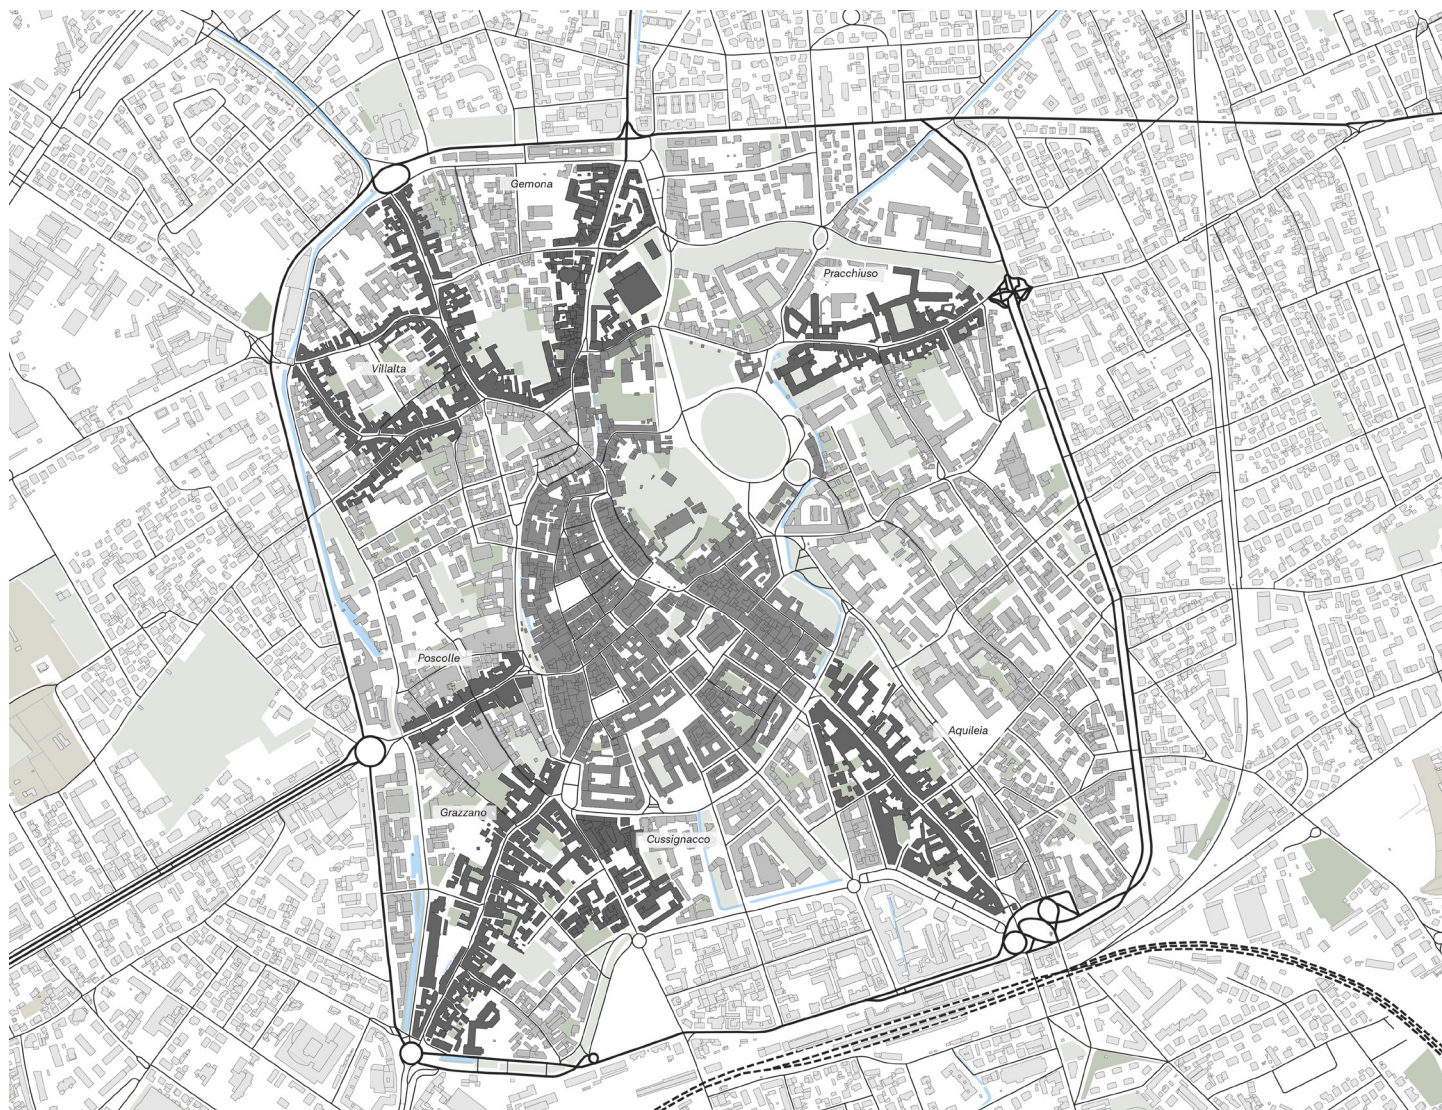 Gemona
Pracchiuso
Villalta
Poscolle
Aquileia
Grazzano
Cussignacco